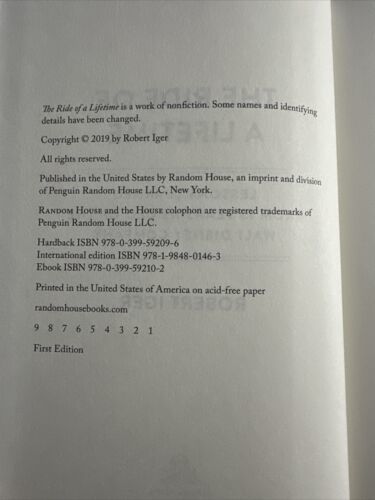 The Ride of a Lifetime is a work of nonfiction. Some names and identifying
details have been changed.
Copyright © 2019 by Robert Iger
All rights reserved.
Published in the United States by Random House, an imprint and division
of Penguin Random House LLC, New York.
RANDOM HOUSE and the HOUSE colophon are registered trademarks of
Penguin Random House LLC.
Hardback ISBN 978-0-399-59209-6
International edition ISBN 978-1-9848-0146-3
Ebook ISBN 978-0-399-59210-2
Printed in the United States of America on acid-free paper
randomhousebooks.com
9 8 7 6 5 4 3 2 1
First Edition